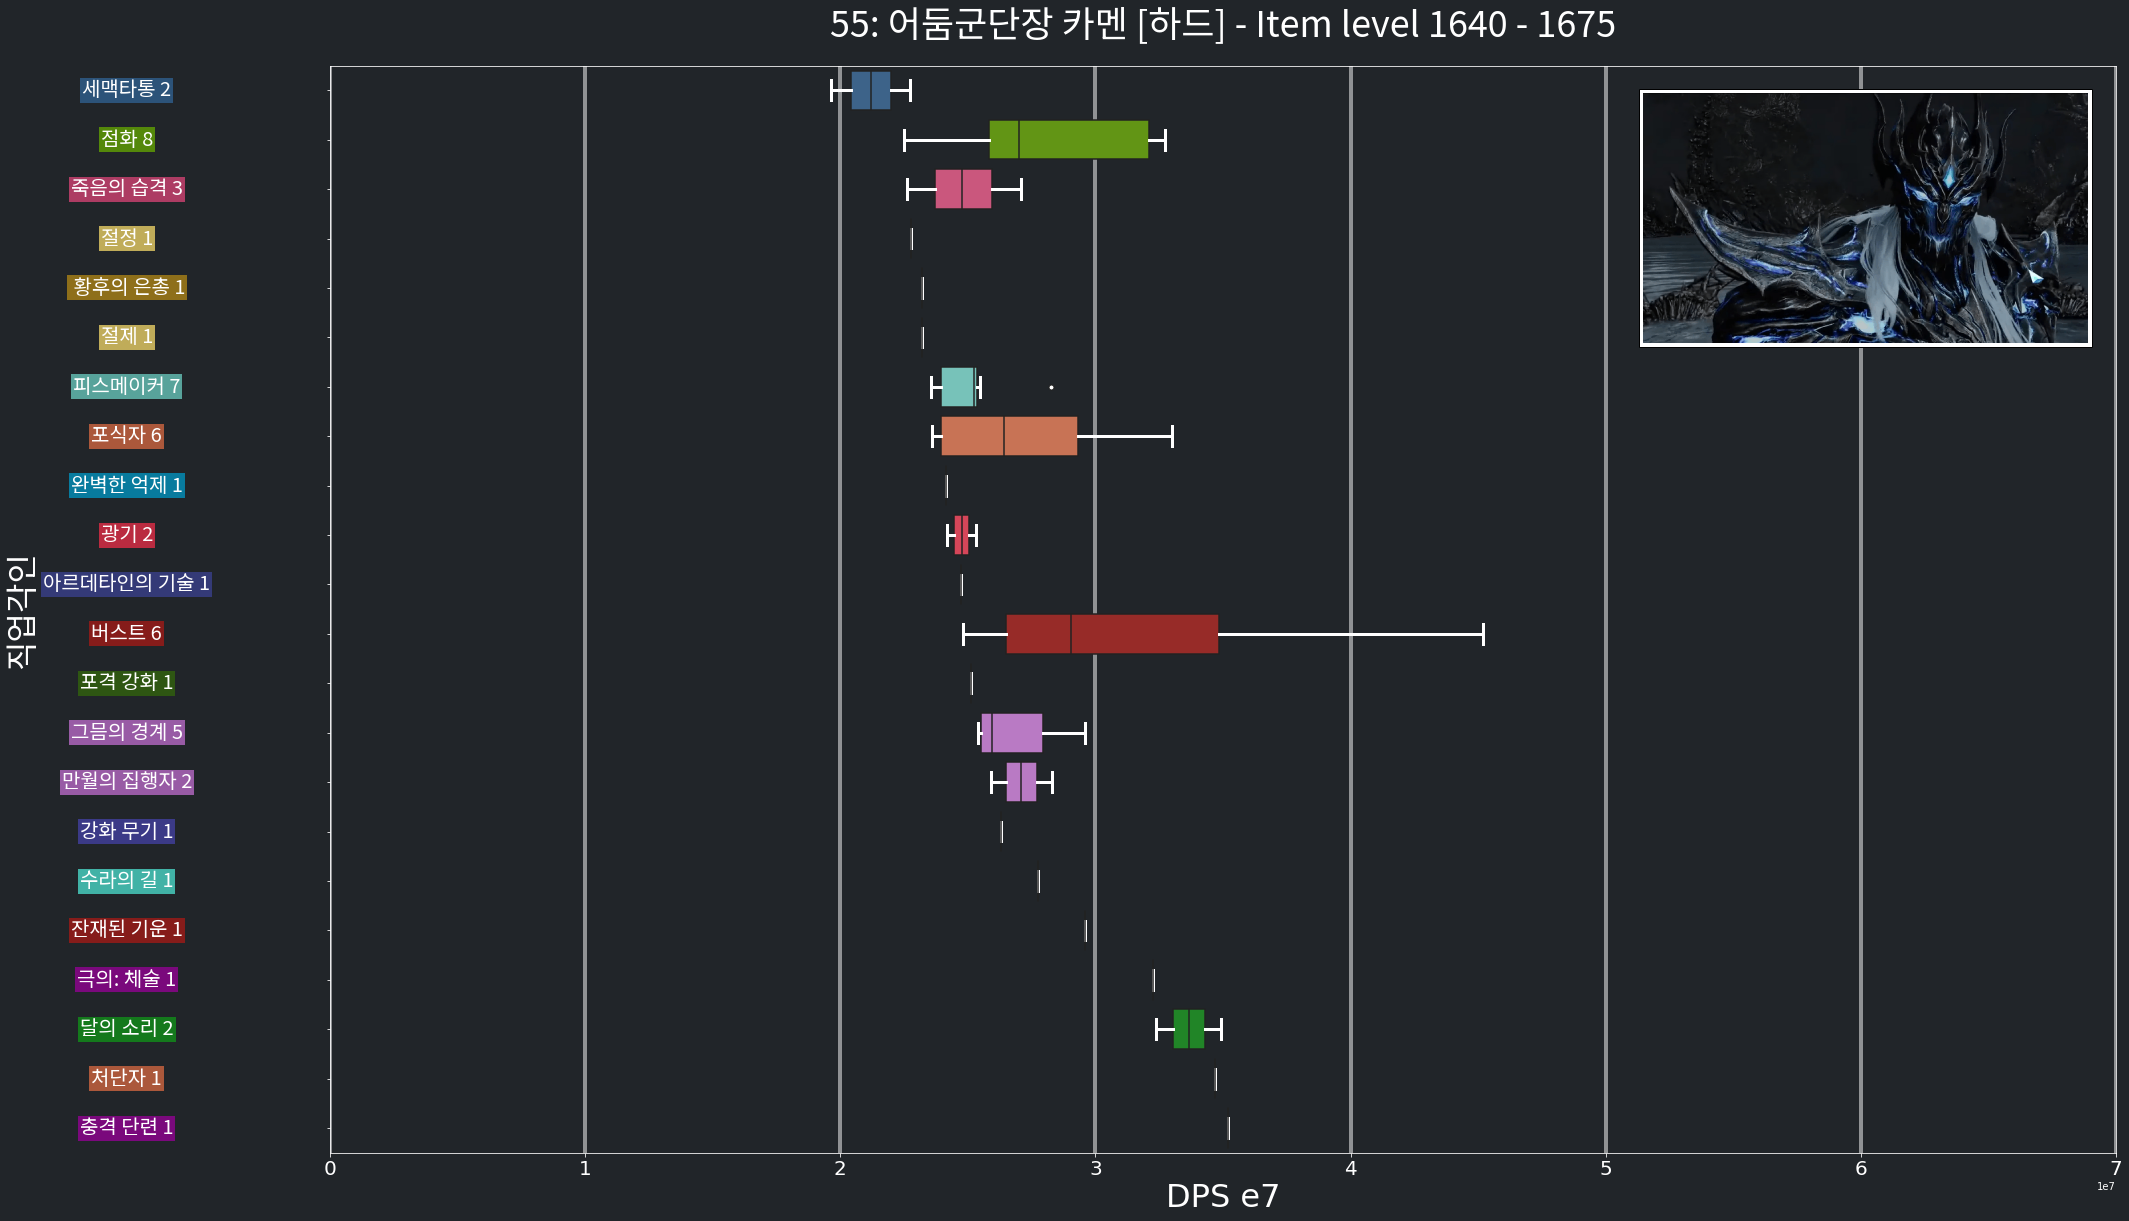 55: 어둠군단장 카멘 [하드] - Item level 1640 - 1675
직업각인
세맥타통 2
점화 8
죽음의 습격 3
절정 1
황후의 은총 1
절제 1
피스메이커 7
포식자 6
완벽한 억제 1
광기 2
아르데타인의 기술 1
버스트 6
포격 강화 1
그믐의 경계 5
만월의 집행자 2
강화 무기 1
수라의 길 1
잔재된 기운 1
극의: 체술 1
달의 소리 2
처단자 1
충격 단련 1
0 1 2 3 4 5 6 7
1e7
DPS e7